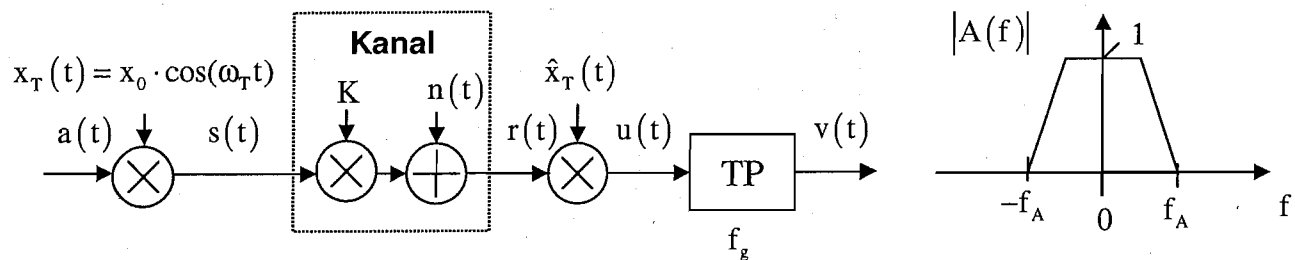 Kanal
x_T(t) = x_0 · cos(ω_T t)
a(t)
s(t)
K
n(t)
r(t)
x̂_T(t)
u(t)
TP
f_g
v(t)
|A(f)|
1
−f_A
0
f_A
f